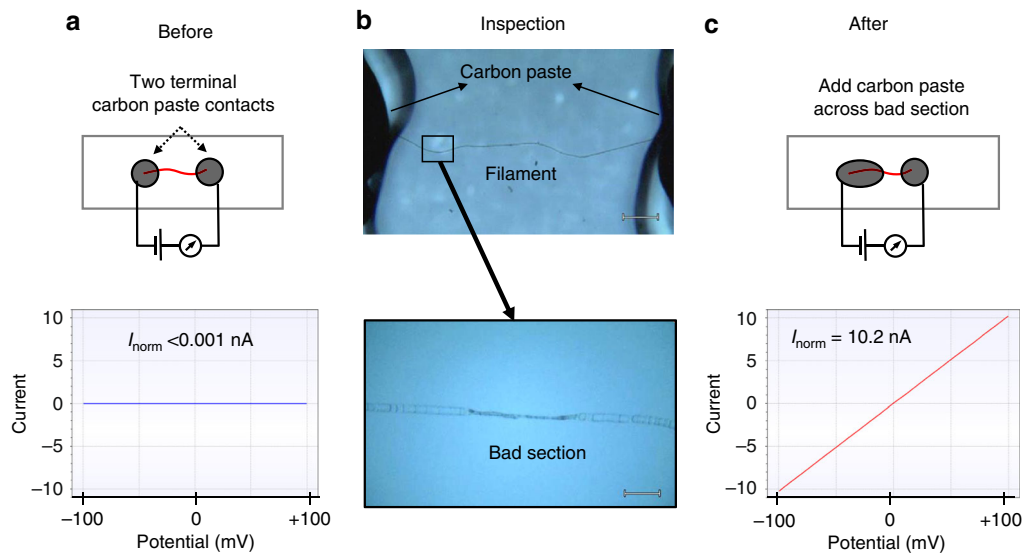 a
Before
Two terminal
carbon paste contacts
I norm <0.001 nA
Current
10
5
0
–5
–10
–100
0
+100
Potential (mV)
b
Inspection
Carbon paste
Filament
Bad section
c
After
Add carbon paste
across bad section
I norm = 10.2 nA
Current
10
5
0
–5
–10
–100
0
+100
Potential (mV)